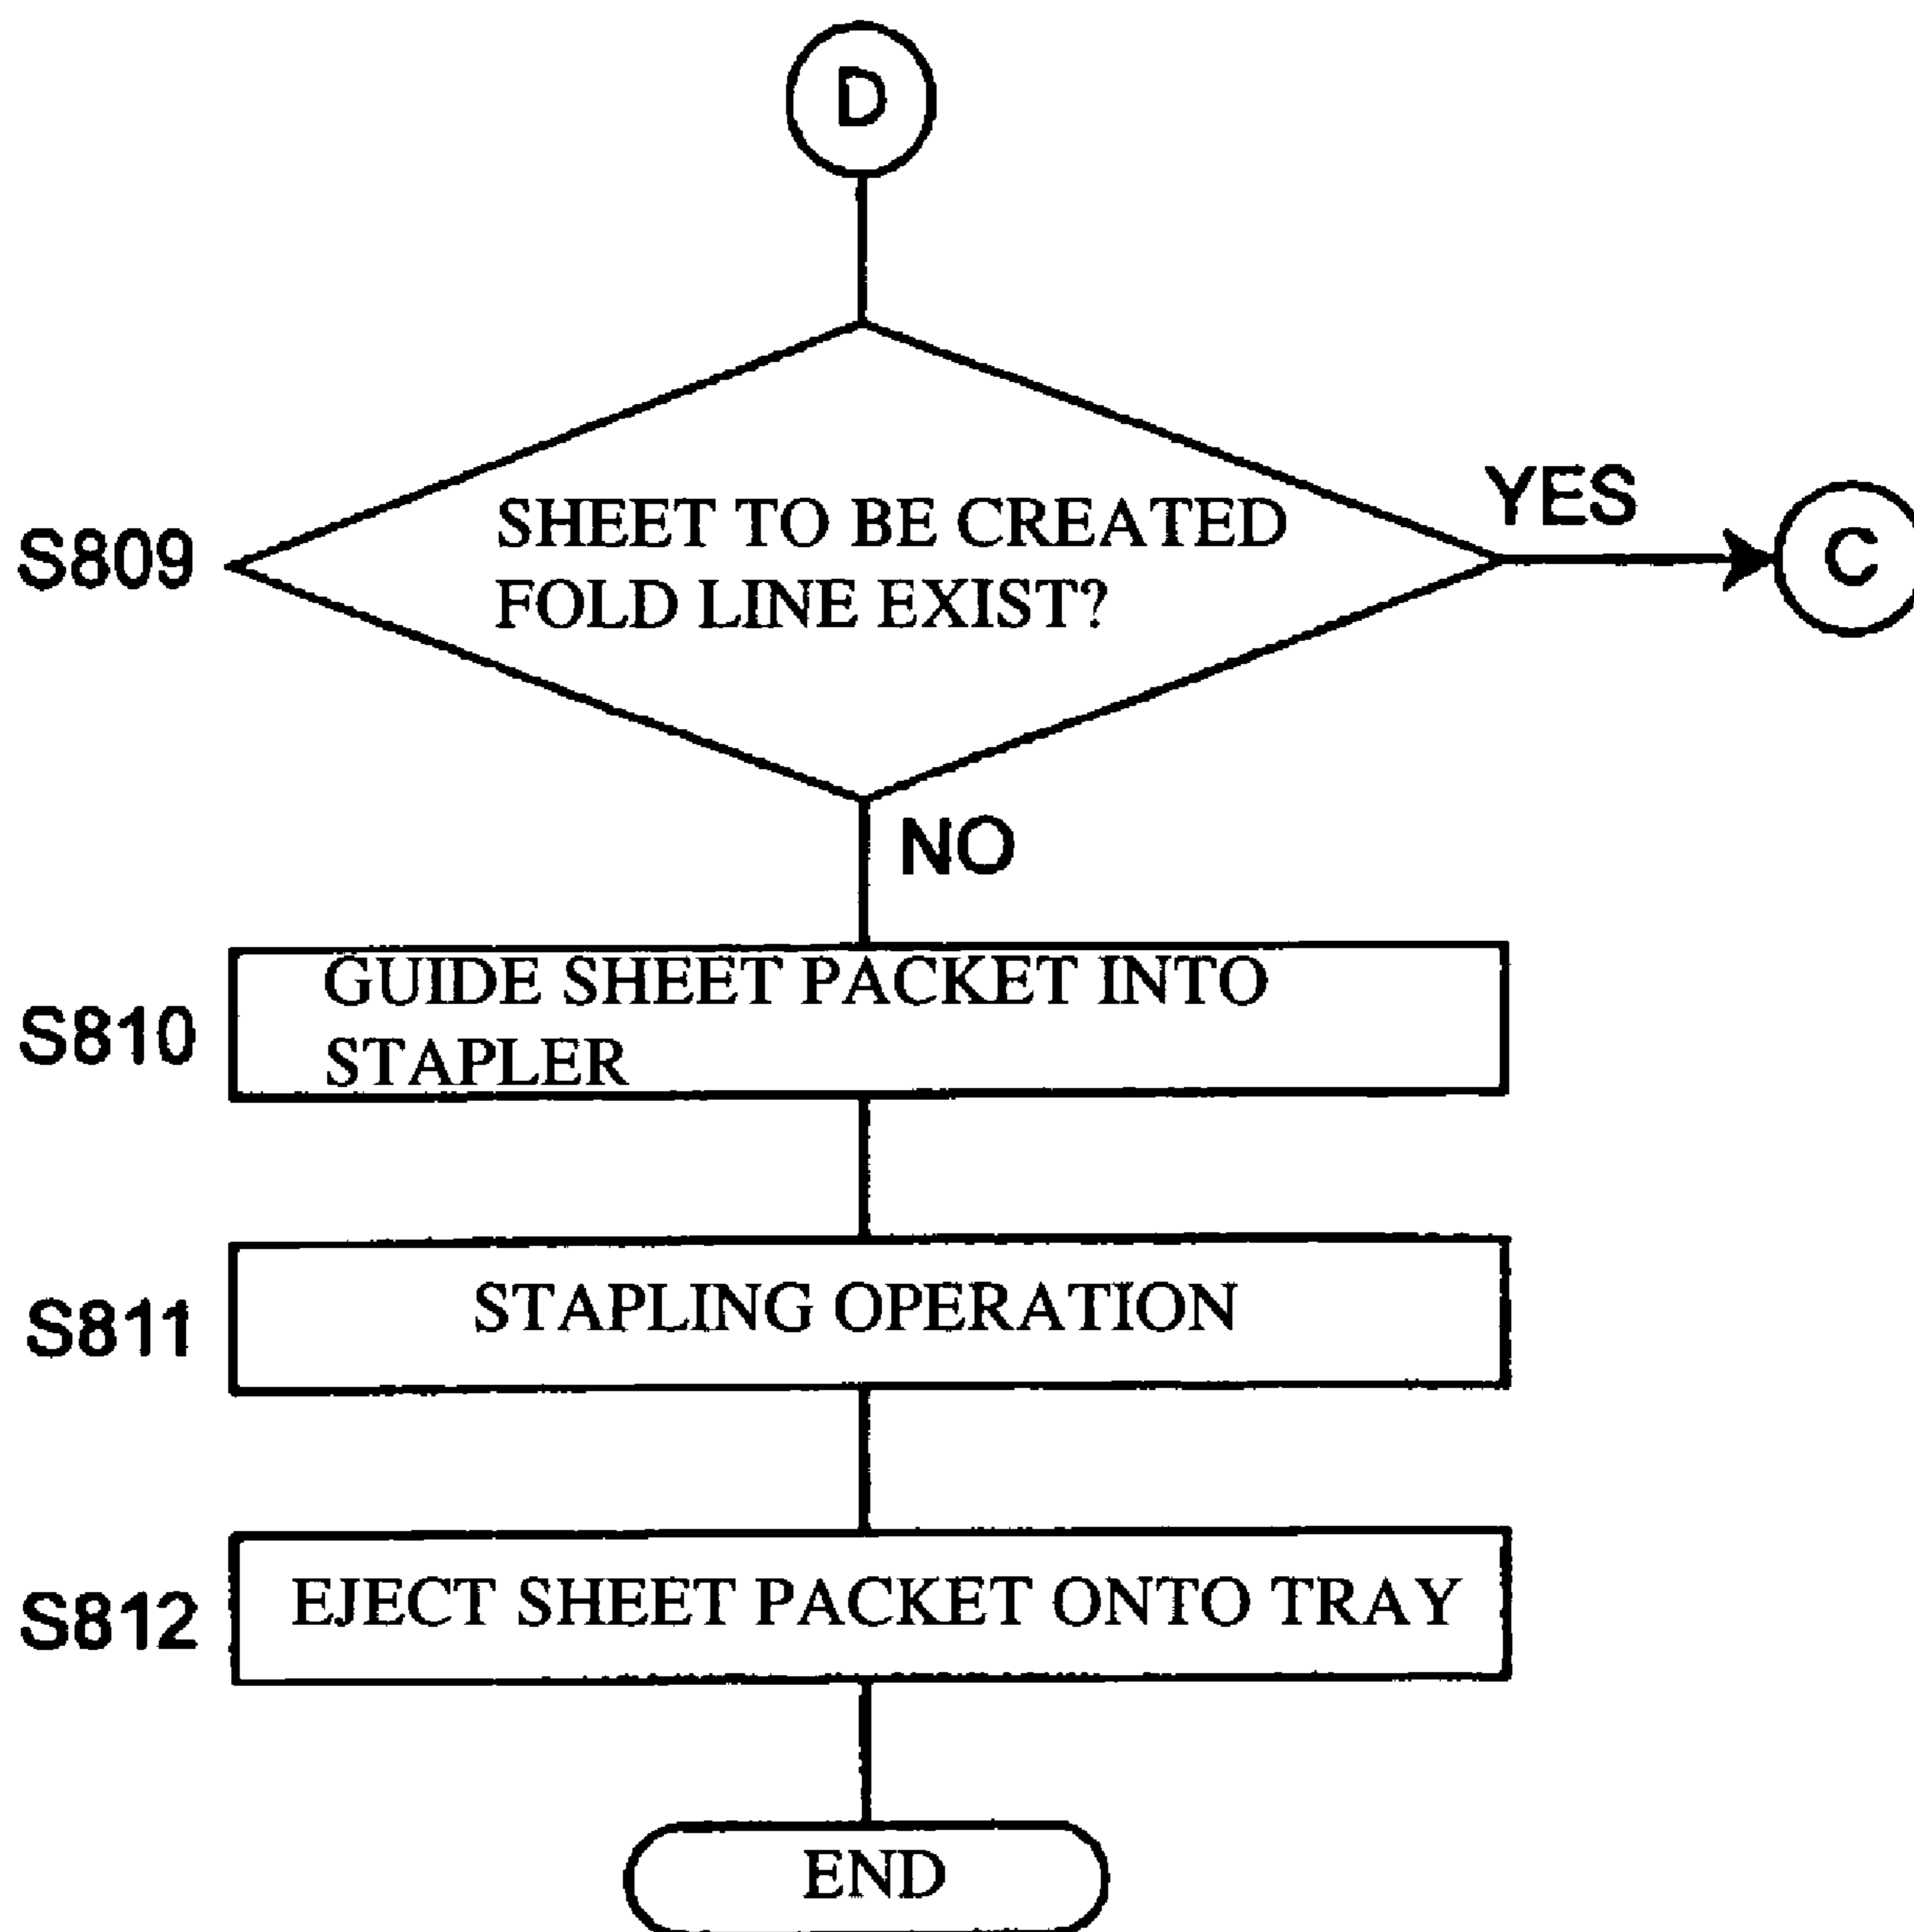 D
S809
SHEET TO BE CREATED
FOLD LINE EXIST?
YES
C
NO
S810
GUIDE SHEET PACKET INTO
STAPLER
S811
STAPLING OPERATION
S812
EJECT SHEET PACKET ONTO TRAY
END